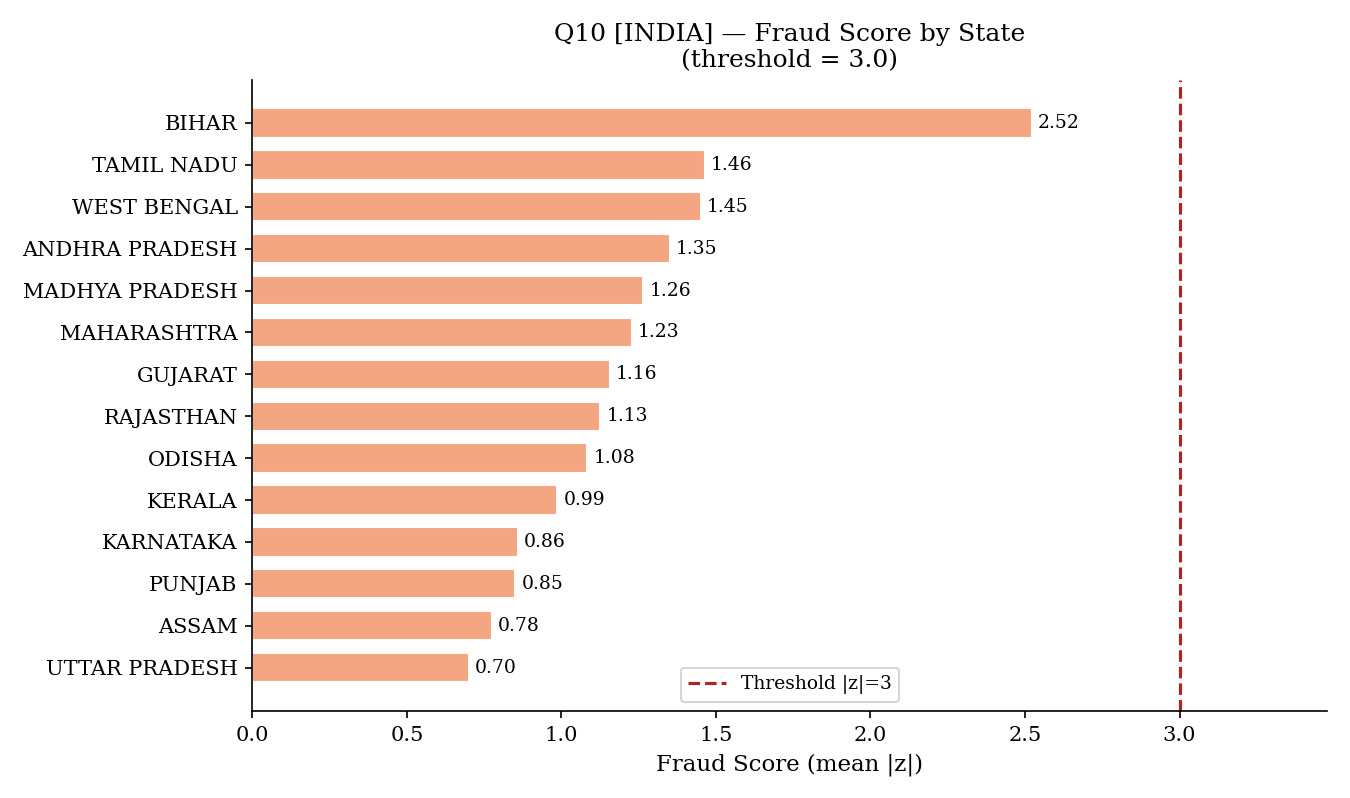 Q10 [INDIA] — Fraud Score by State
(threshold = 3.0)
BIHAR 2.52
TAMIL NADU 1.46
WEST BENGAL 1.45
ANDHRA PRADESH 1.35
MADHYA PRADESH 1.26
MAHARASHTRA 1.23
GUJARAT 1.16
RAJASTHAN 1.13
ODISHA 1.08
KERALA 0.99
KARNATAKA 0.86
PUNJAB 0.85
ASSAM 0.78
UTTAR PRADESH 0.70
Threshold |z|=3
0.0 0.5 1.0 1.5 2.0 2.5 3.0
Fraud Score (mean |z|)